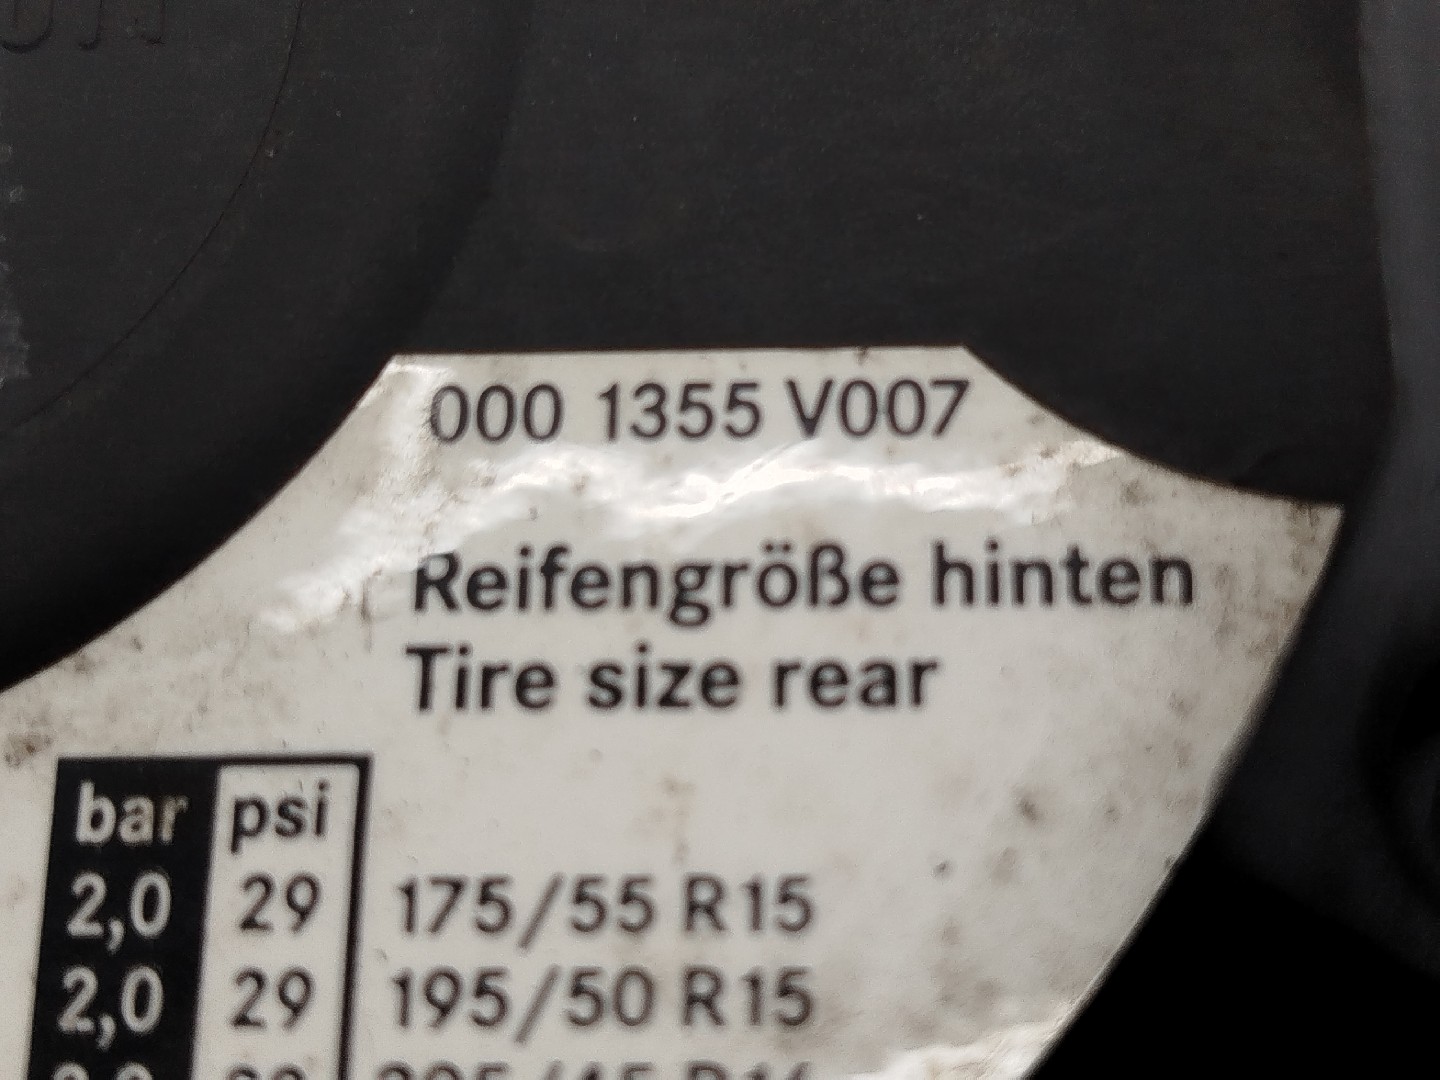 000 1355 V007
Reifengröße hinten
Tire size rear
bar psi
2,0 29 175/55 R15
2,0 29 195/50 R15